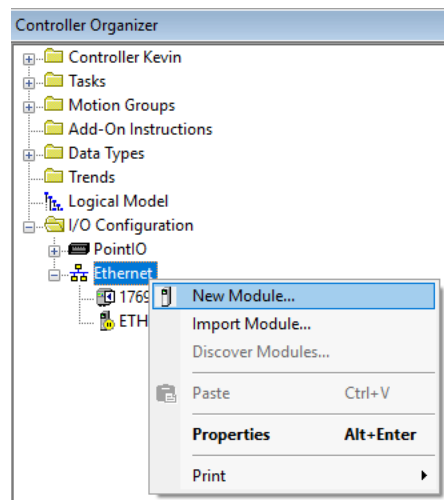 Controller Organizer
Controller Kevin
Tasks
Motion Groups
Add-On Instructions
Data Types
Trends
Logical Model
I/O Configuration
PointIO
Ethernet
1769
ETH
New Module...
Import Module...
Discover Modules...
Paste Ctrl+V
Properties Alt+Enter
Print